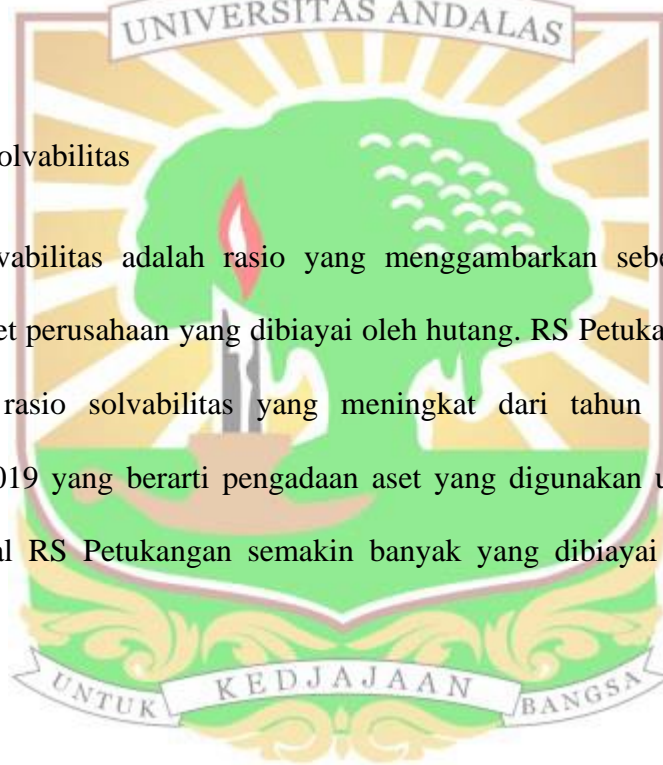 UNIVERSITAS ANDALAS
olvabilitas
vabilitas adalah rasio yang menggambarkan sebe
et perusahaan yang dibiayai oleh hutang. RS Petuka
rasio solvabilitas yang meningkat dari tahun
019 yang berarti pengadaan aset yang digunakan u
al RS Petukangan semakin banyak yang dibiayai
UNTUK KEDJAJAAN BANGSA